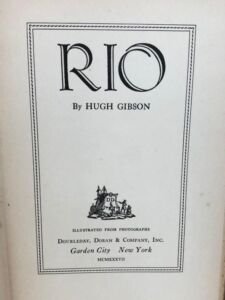 RIO
By HUGH GIBSON
ILLUSTRATED FROM PHOTOGRAPHS
DOUBLEDAY, DORAN & COMPANY, INC.
Garden City New York
MCMXXXVII